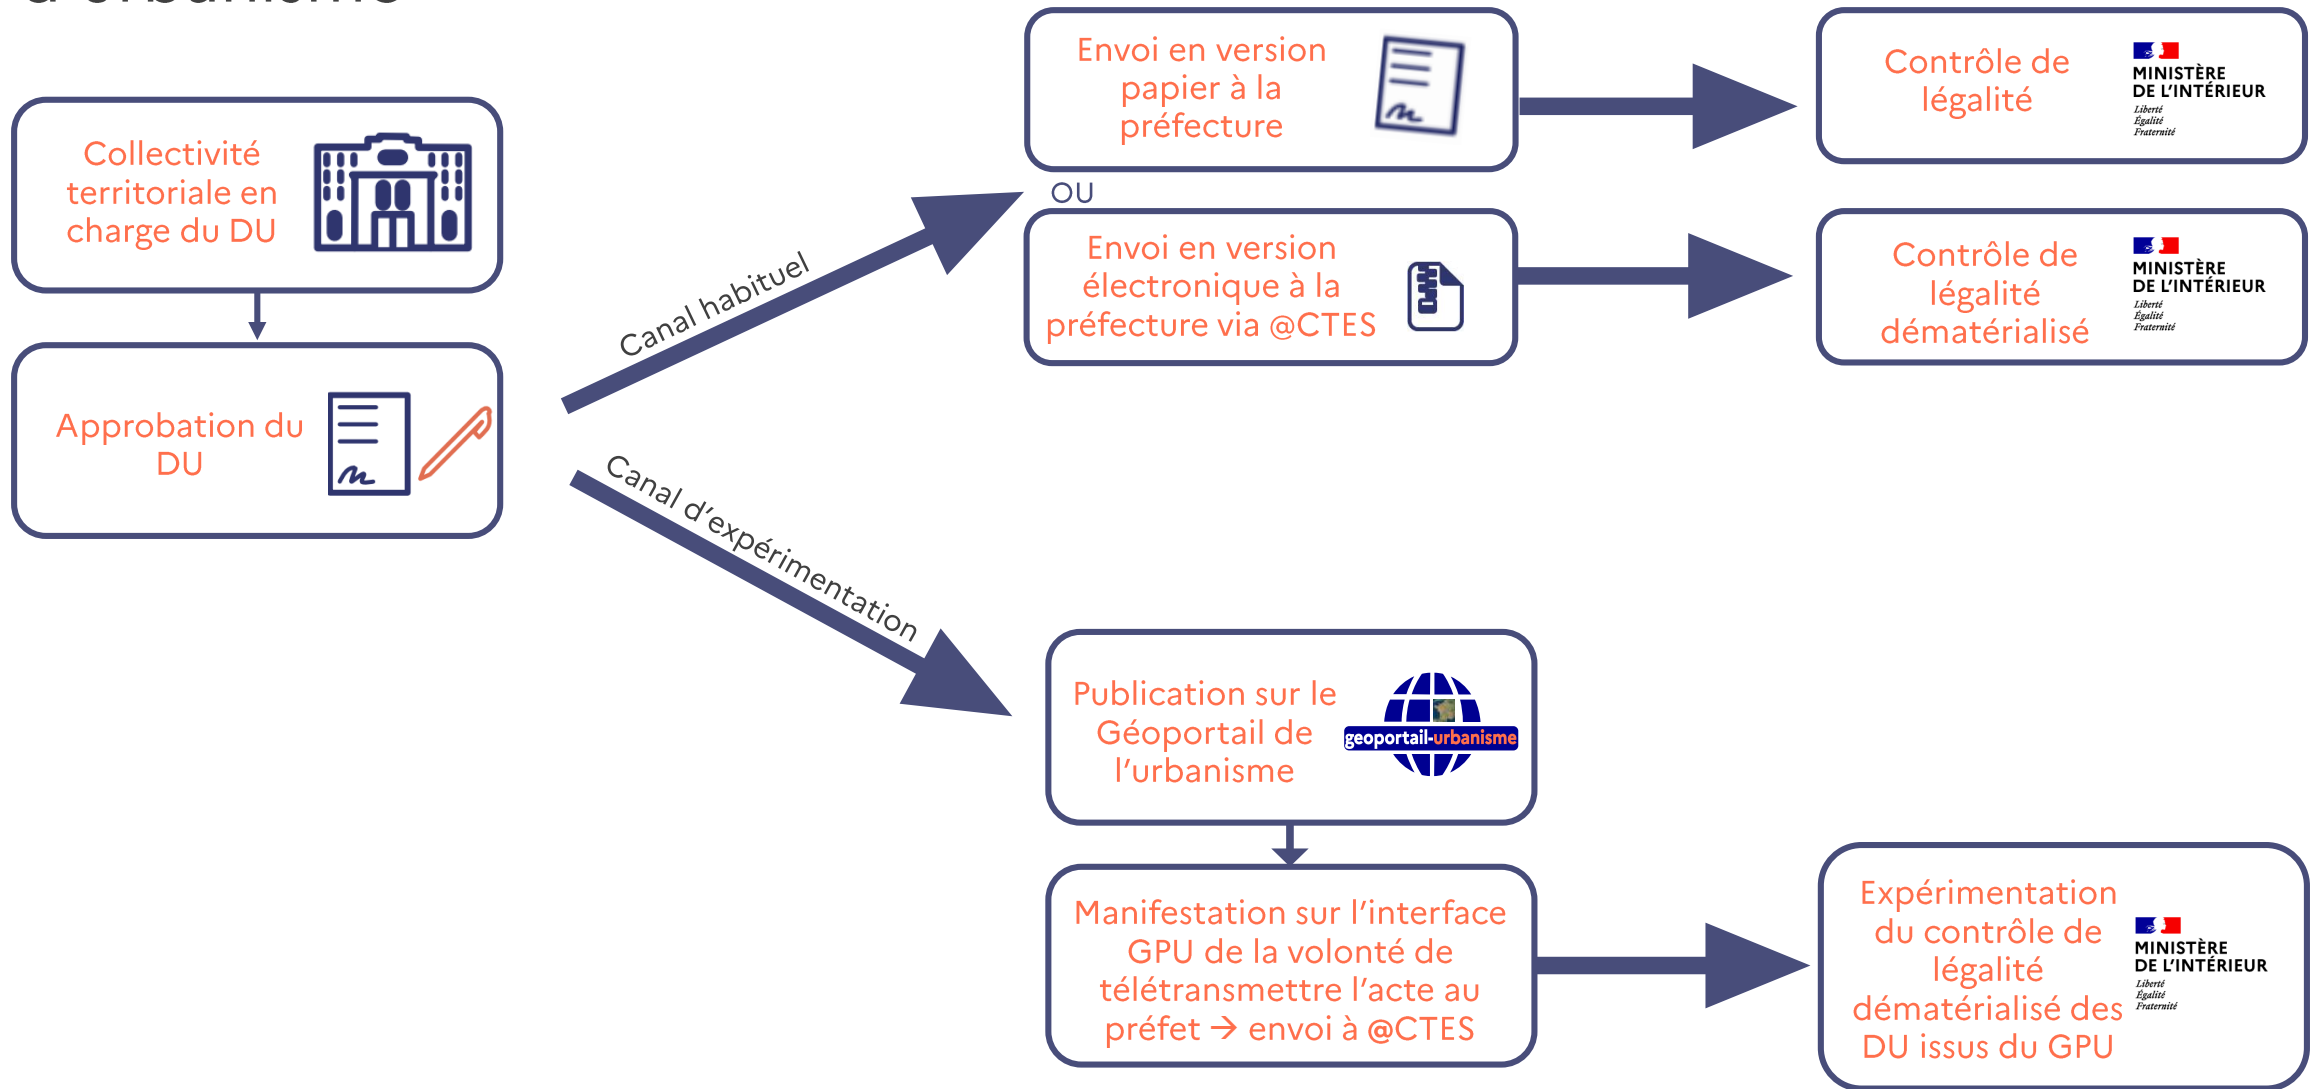 d'urbanisme
Collectivité
territoriale en
charge du DU
Approbation du
DU
Canal habituel
Canal d'expérimentation
Envoi en version
papier à la
préfecture
OU
Envoi en version
électronique à la
préfecture via @CTES
Contrôle de
légalité
MINISTÈRE
DE L'INTÉRIEUR
Liberté
Égalité
Fraternité
Contrôle de
légalité
dématérialisé
MINISTÈRE
DE L'INTÉRIEUR
Liberté
Égalité
Fraternité
Publication sur le
Géoportail de
l'urbanisme
geoportail-urbanisme
Manifestation sur l'interface
GPU de la volonté de
télétransmettre l'acte au
préfet → envoi à @CTES
Expérimentation
du contrôle de
légalité
dématérialisé des
DU issus du GPU
MINISTÈRE
DE L'INTÉRIEUR
Liberté
Égalité
Fraternité